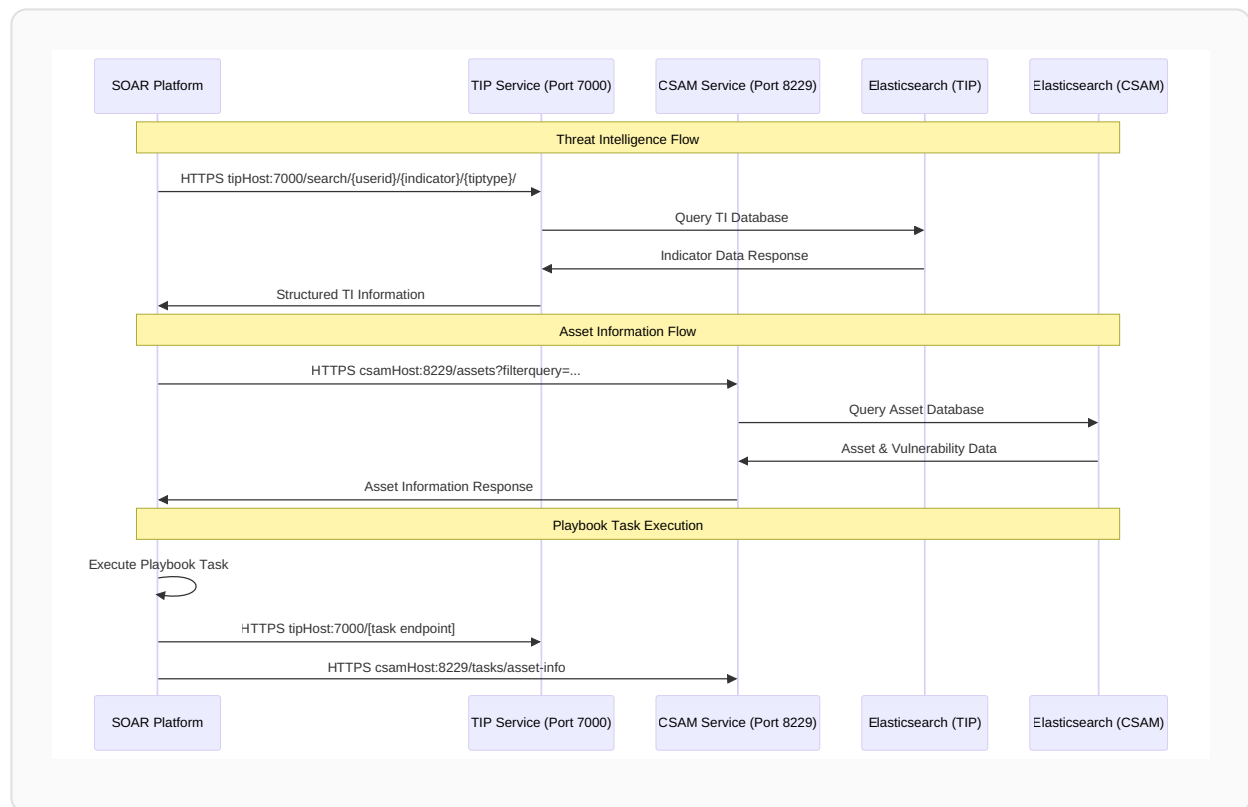 SOAR Platform
TIP Service (Port 7000)
CSAM Service (Port 8229)
Elasticsearch (TIP)
Elasticsearch (CSAM)
Threat Intelligence Flow
HTTPS tipHost:7000/search/{userid}/{indicator}/{tiptype}/
Query TI Database
Indicator Data Response
Structured TI Information
Asset Information Flow
HTTPS csamHost:8229/assets?filterquery=...
Query Asset Database
Asset & Vulnerability Data
Asset Information Response
Playbook Task Execution
Execute Playbook Task
HTTPS tipHost:7000/[task endpoint]
HTTPS csamHost:8229/tasks/asset-info
SOAR Platform
TIP Service (Port 7000)
CSAM Service (Port 8229)
Elasticsearch (TIP)
Elasticsearch (CSAM)